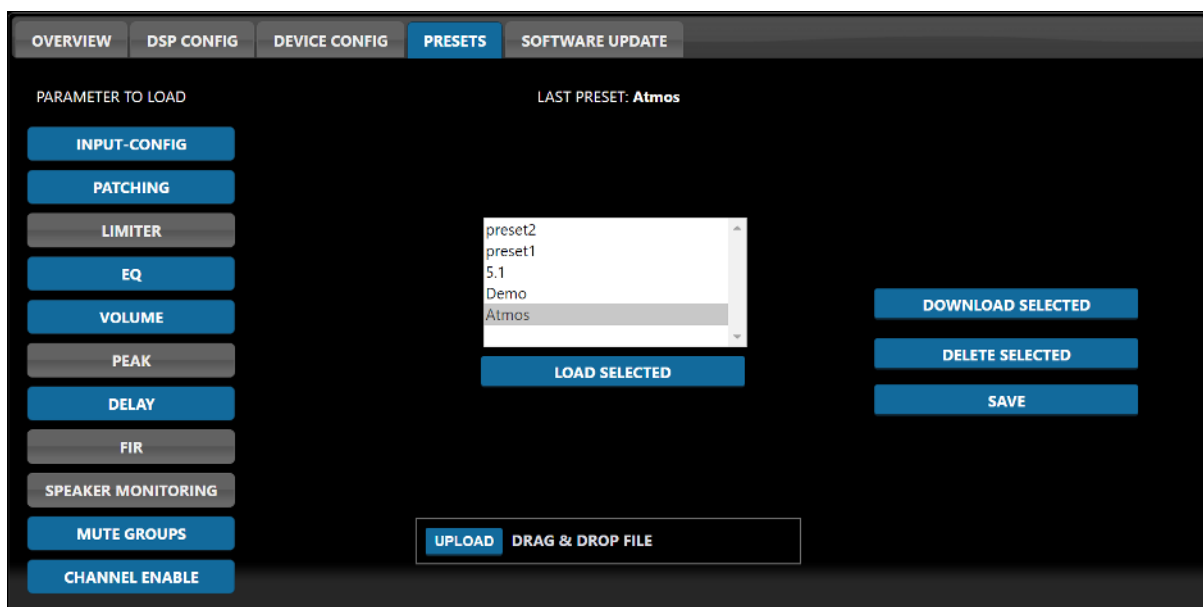 OVERVIEW
DSP CONFIG
DEVICE CONFIG
PRESETS
SOFTWARE UPDATE
PARAMETER TO LOAD
LAST PRESET: Atmos
INPUT-CONFIG
PATCHING
LIMITER
EQ
VOLUME
PEAK
DELAY
FIR
SPEAKER MONITORING
MUTE GROUPS
CHANNEL ENABLE
preset2
preset1
5.1
Demo
Atmos
LOAD SELECTED
UPLOAD DRAG & DROP FILE
DOWNLOAD SELECTED
DELETE SELECTED
SAVE